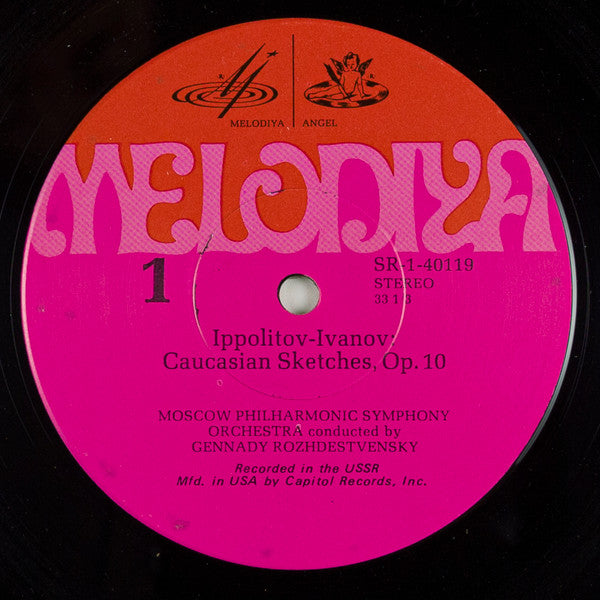 MELODIYA
ANGEL
MELODIYA
1
SR-1-40119
STEREO
33 1 3
Ippolitov-Ivanov:
Caucasian Sketches, Op. 10
MOSCOW PHILHARMONIC SYMPHONY
ORCHESTRA conducted by
GENNADY ROZHDESTVENSKY
Recorded in the USSR
Mfd. in USA by Capitol Records, Inc.